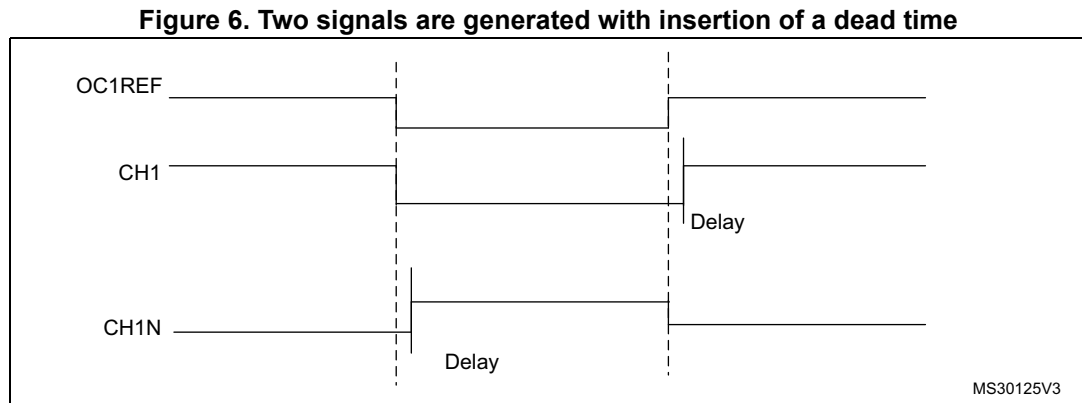 Figure 6. Two signals are generated with insertion of a dead time
OC1REF
CH1
Delay
CH1N
Delay
MS30125V3